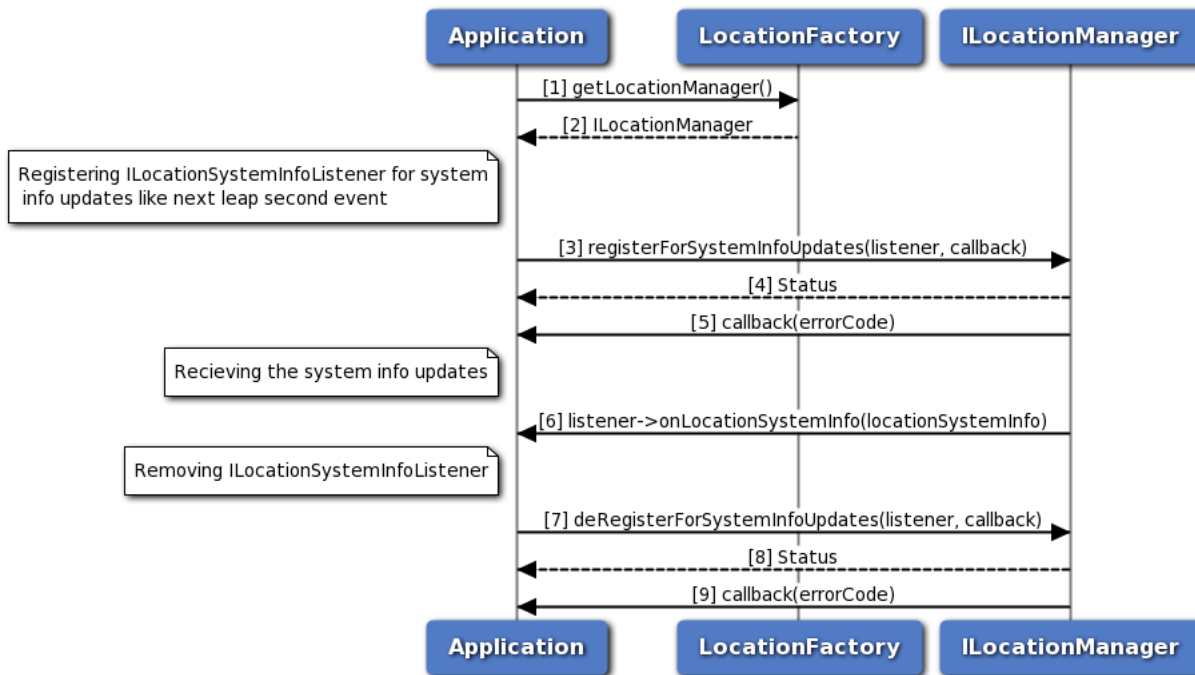 Application
LocationFactory
ILocationManager
[1] getLocationManager()
[2] ILocationManager
Registering ILocationSystemInfoListener for system
info updates like next leap second event
[3] registerForSystemInfoUpdates(listener, callback)
[4] Status
[5] callback(errorCode)
Recieving the system info updates
[6] listener->onLocationSystemInfo(locationSystemInfo)
Removing ILocationSystemInfoListener
[7] deRegisterForSystemInfoUpdates(listener, callback)
[8] Status
[9] callback(errorCode)
Application
LocationFactory
ILocationManager